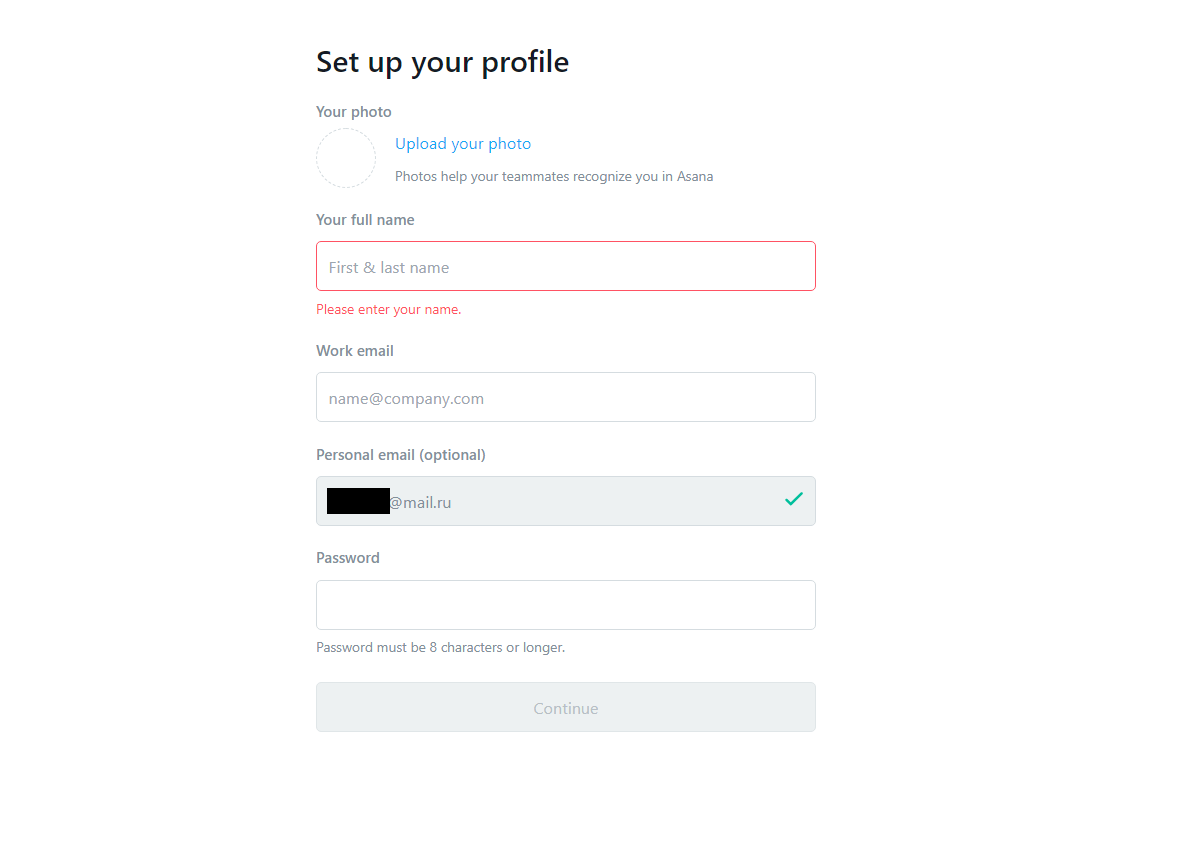 Set up your profile
Your photo
Upload your photo
Photos help your teammates recognize you in Asana
Your full name
First & last name
Please enter your name.
Work email
name@company.com
Personal email (optional)
@mail.ru
Password
Password must be 8 characters or longer.
Continue